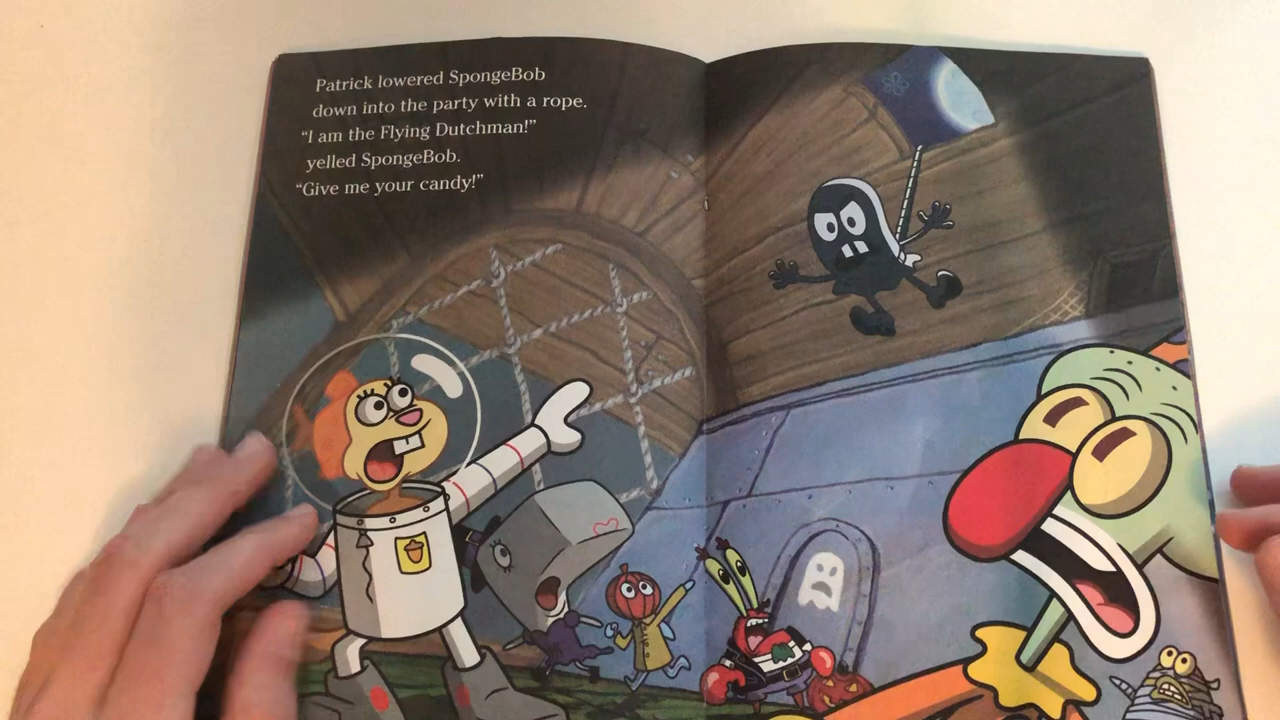 Patrick lowered SpongeBob
down into the party with a rope.
“I am the Flying Dutchman!”
yelled SpongeBob.
“Give me your candy!”